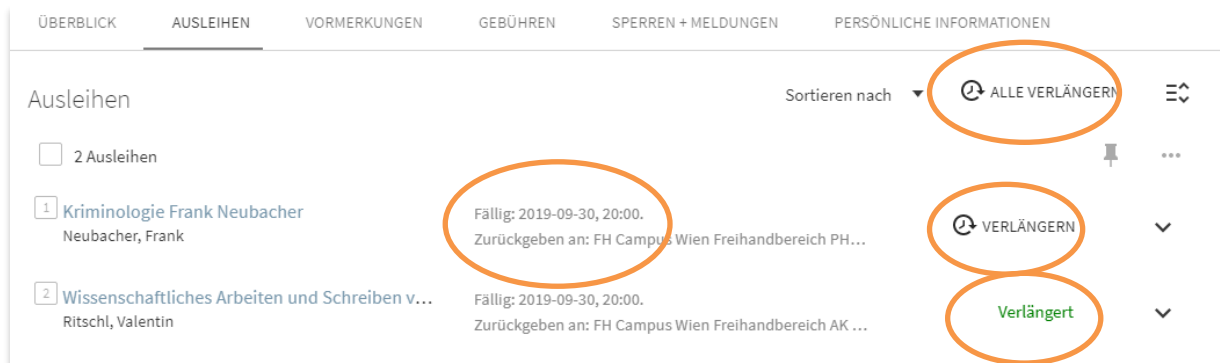 ÜBERBLICK AUSLEIHEN VORMERKUNGEN GEBÜHREN SPERREN + MELDUNGEN PERSÖNLICHE INFORMATIONEN
Ausleihen Sortieren nach ALLE VERLÄNGERN
2 Ausleihen
1 Kriminologie Frank Neubacher Fällig: 2019-09-30, 20:00. VERLÄNGERN
Neubacher, Frank Zurückgeben an: FH Campus Wien Freihandbereich PH...
2 Wissenschaftliches Arbeiten und Schreiben v... Fällig: 2019-09-30, 20:00. Verlängert
Ritschl, Valentin Zurückgeben an: FH Campus Wien Freihandbereich AK ...